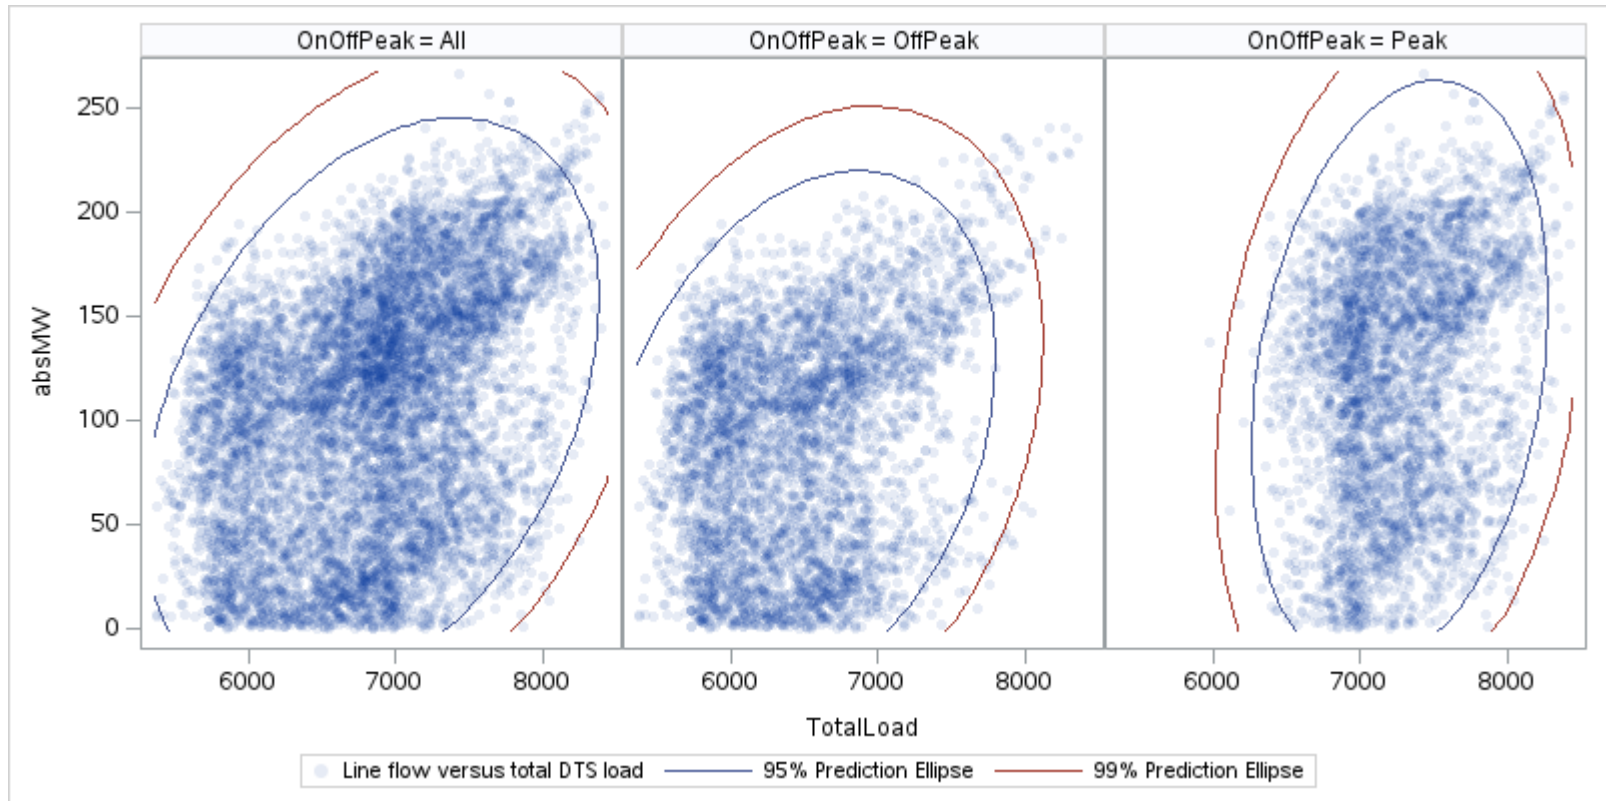 OnOffPeak = All
OnOffPeak = OffPeak
OnOffPeak = Peak
absMW
250
200
150
100
50
0
6000 7000 8000
6000 7000 8000
6000 7000 8000
TotalLoad
Line flow versus total DTS load
95% Prediction Ellipse
99% Prediction Ellipse